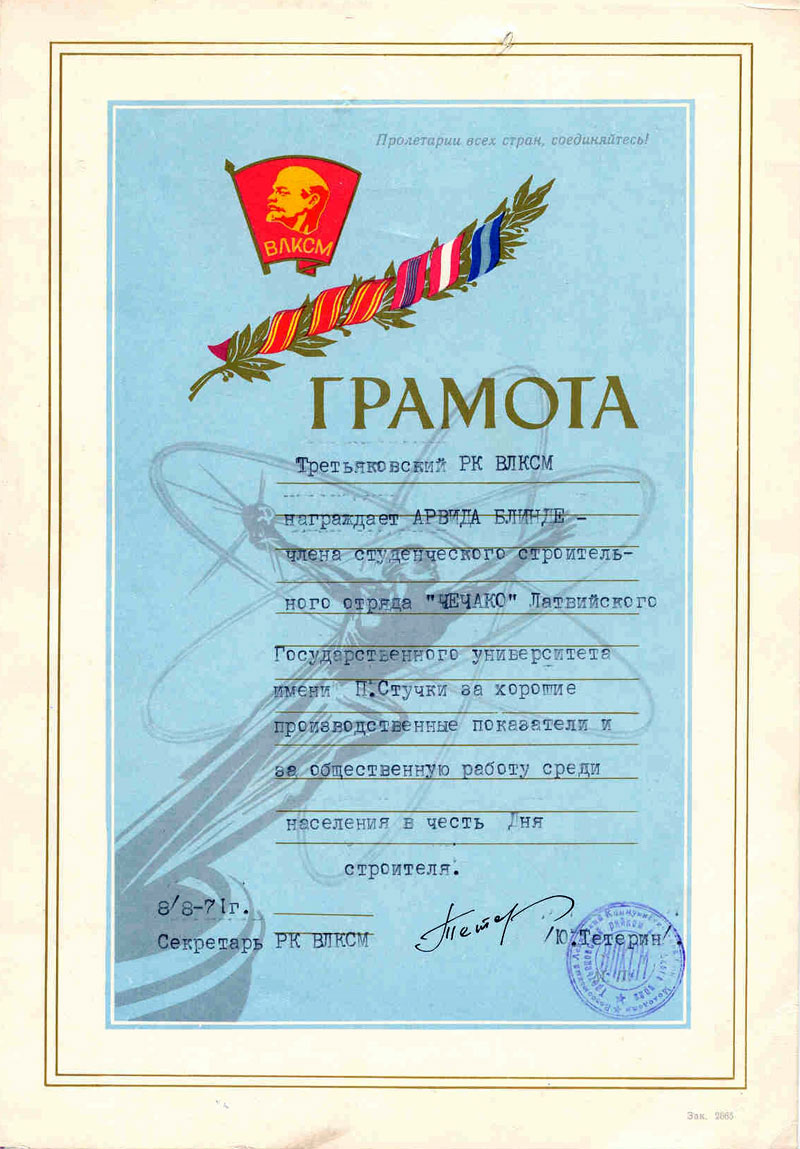 Пролетарии всех стран, соединяйтесь!
ВЛКСМ
ГРАМОТА
Третьяковский РК ВЛКСМ
награждает АРВИДА БЛИНДЕ -
члена студенческого строитель-
ного отряда "ЧЕЧАКО" Латвийского
Государственного университета
имени П.Стучки за хорошие
производственные показатели и
за общественную работу среди
населения в честь Дня
строителя.
8/8-71г.
Секретарь РК ВЛКСМ
/Ю.Тетерин/.
ВЛКСМ
Зак. 2065